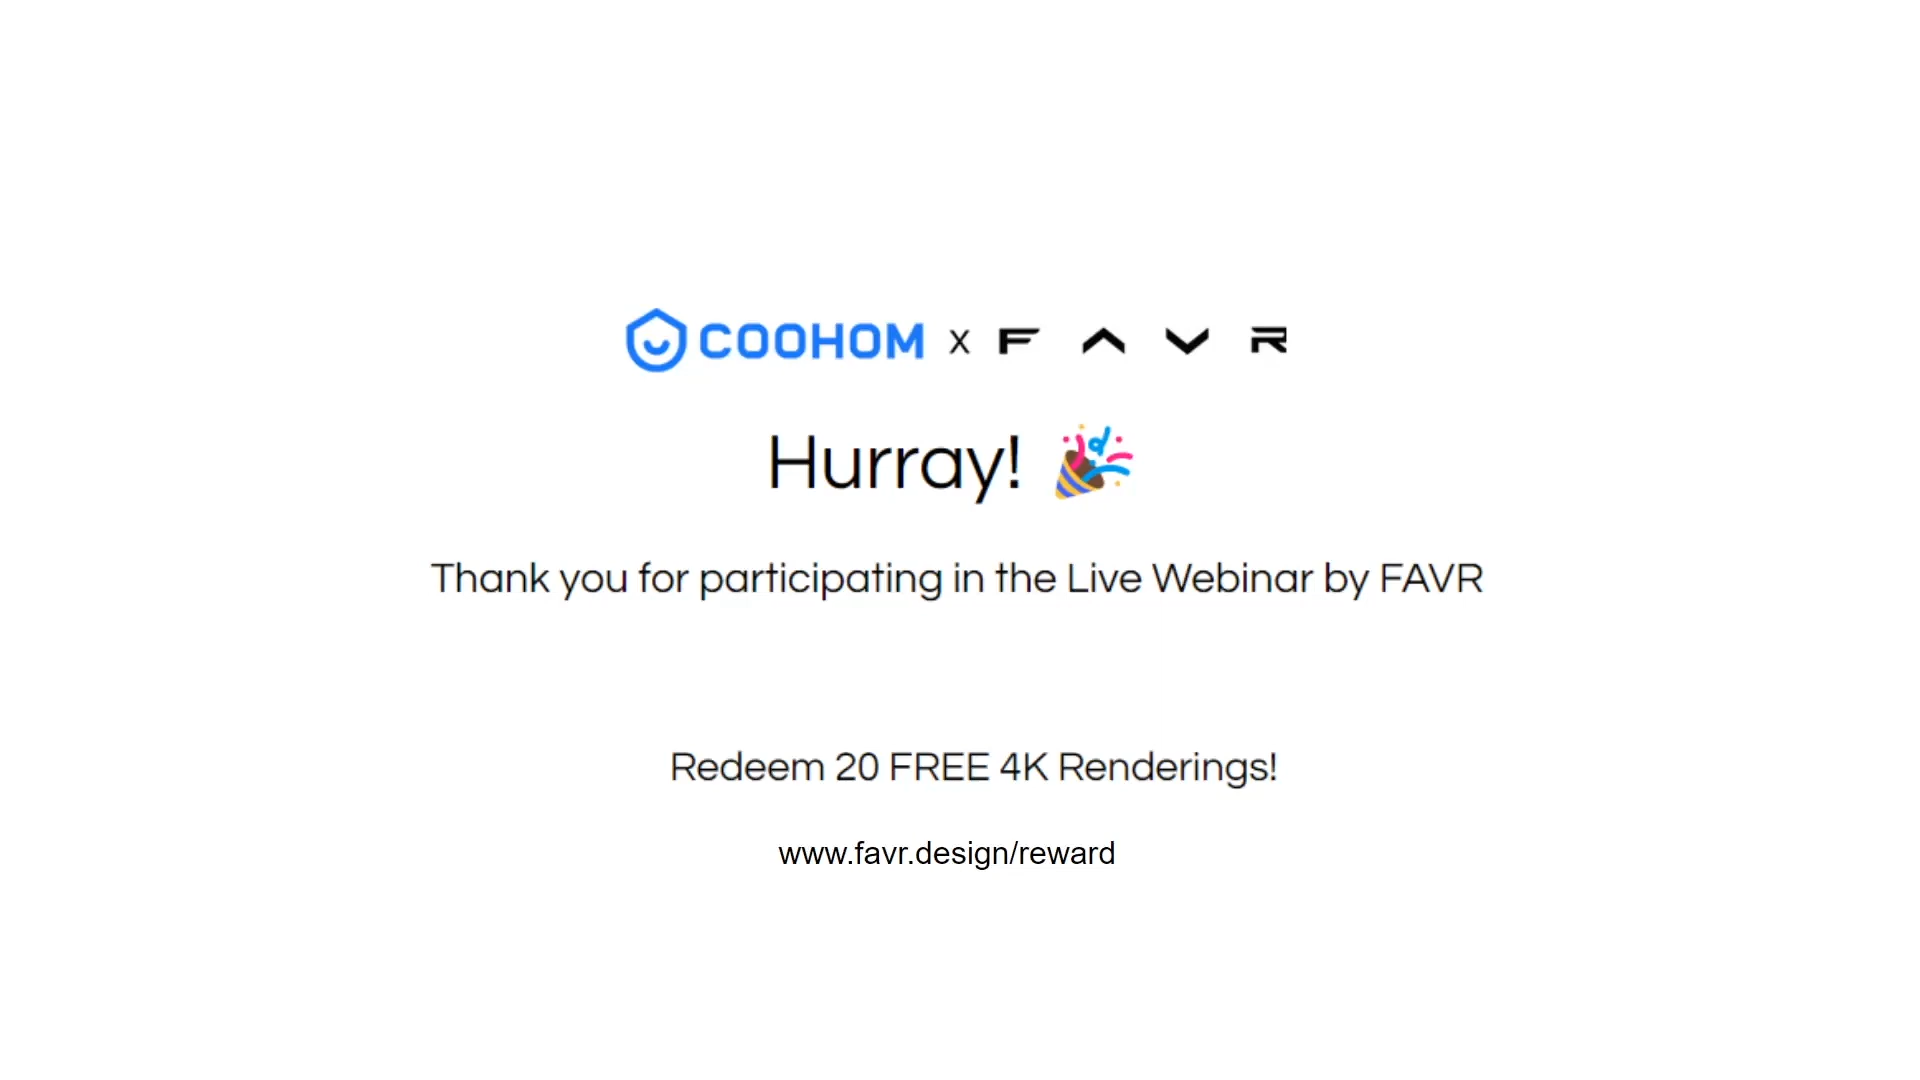 COOHOM x FAVR
Hurray! 🎉
Thank you for participating in the Live Webinar by FAVR
Redeem 20 FREE 4K Renderings!
www.favr.design/reward